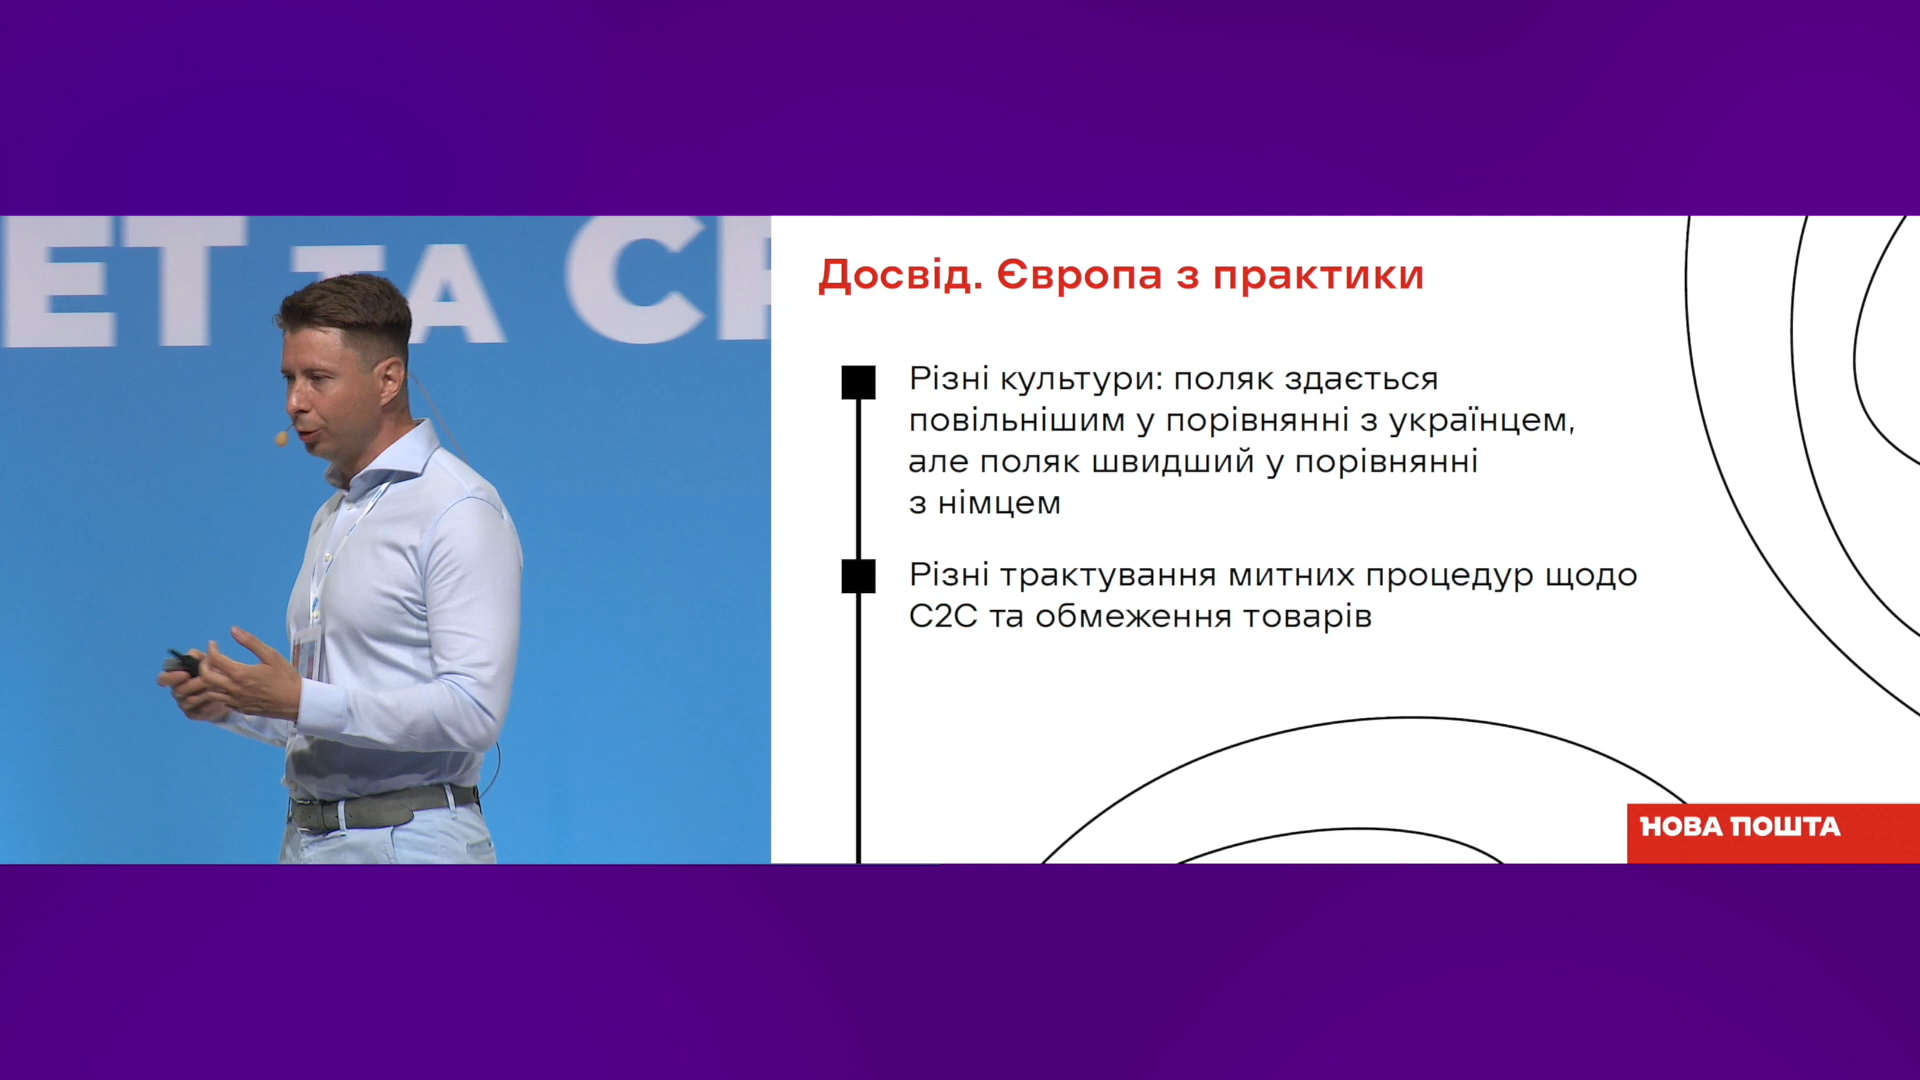 ЕТ ТА
Досвід. Європа з практики
Різні культури: поляк здається
повільнішим у порівнянні з українцем,
але поляк швидший у порівнянні
з німцем
Різні трактування митних процедур щодо
C2C та обмеження товарів
НОВА ПОШТА